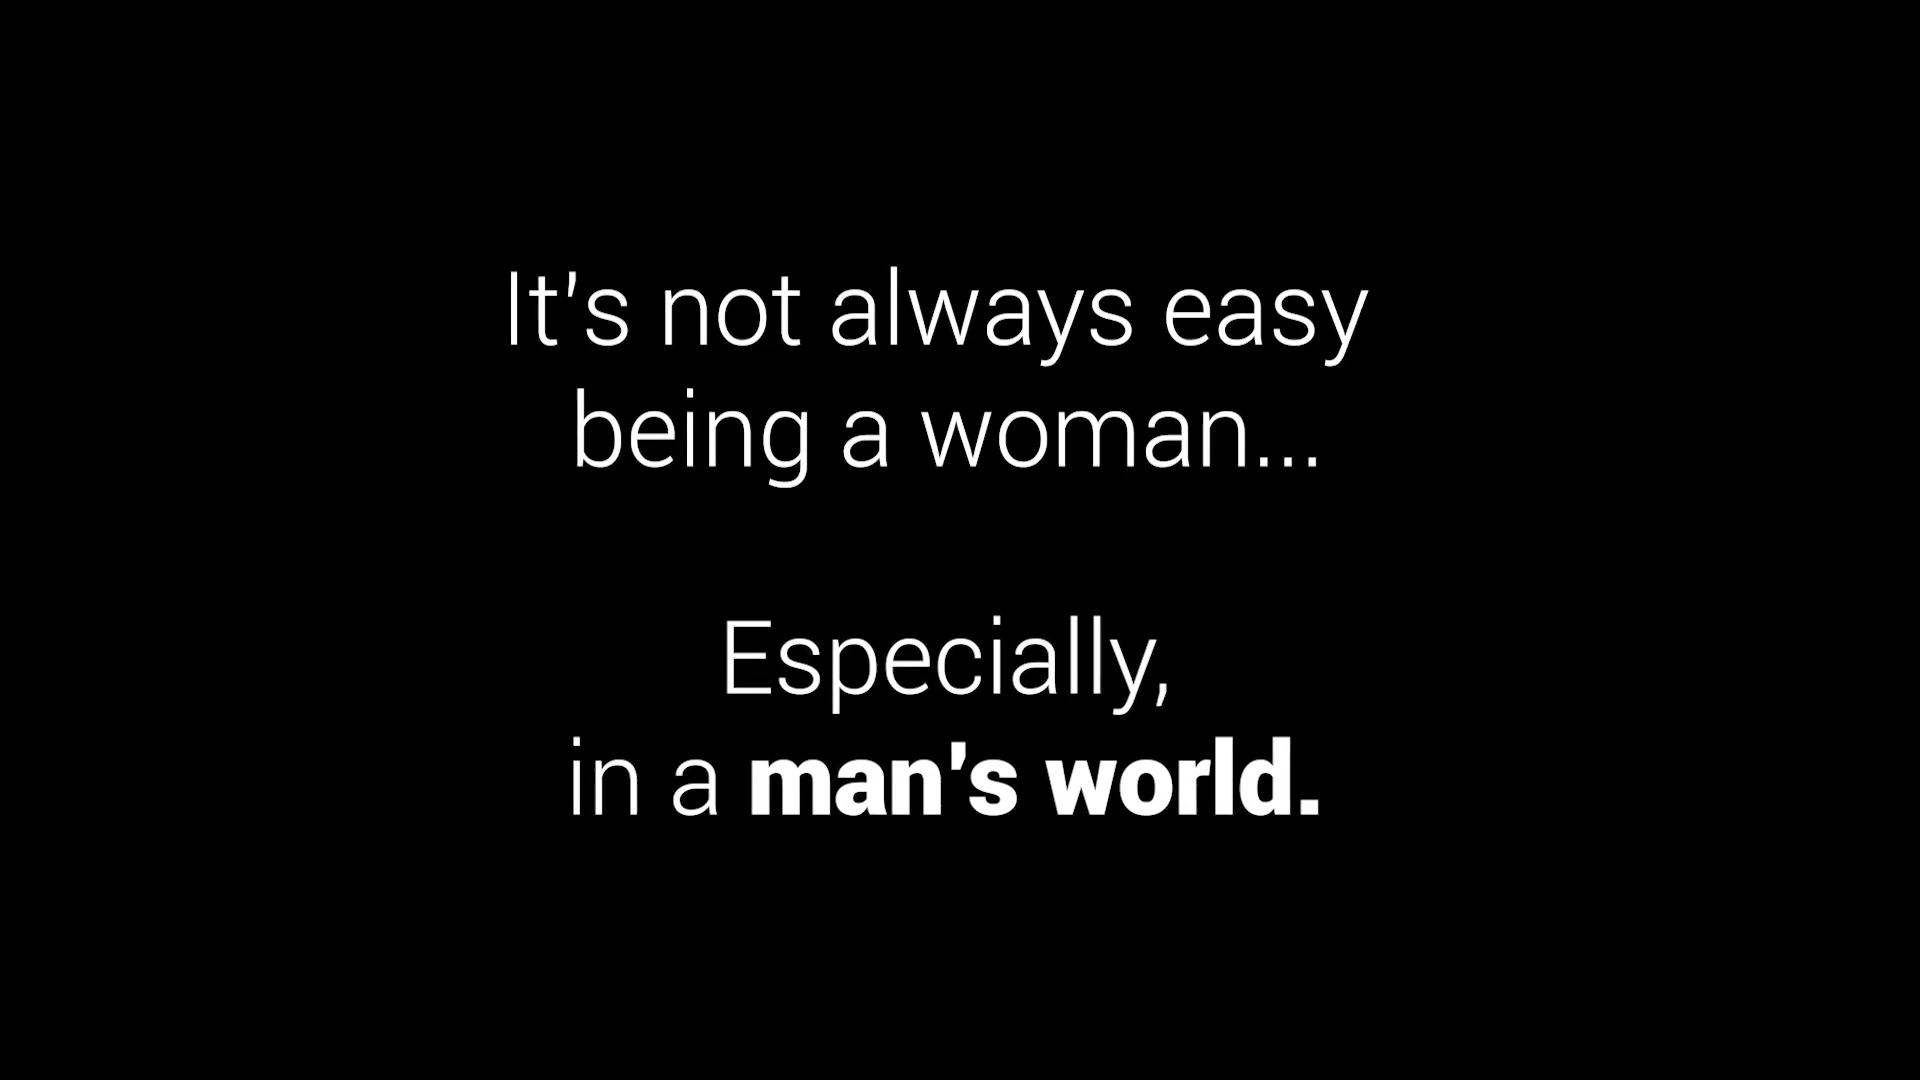 It's not always easy
being a woman...
Especially,
in a man's world.